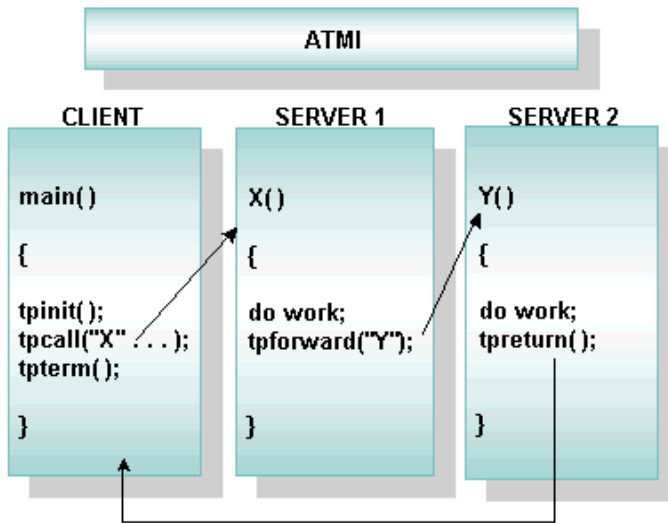 ATMI
CLIENT
main( )
{
tpinit( );
tpcall("X" . . . );
tpterm( );
}
SERVER 1
X( )
{
do work;
tpforward("Y");
}
SERVER 2
Y( )
{
do work;
tpreturn( );
}